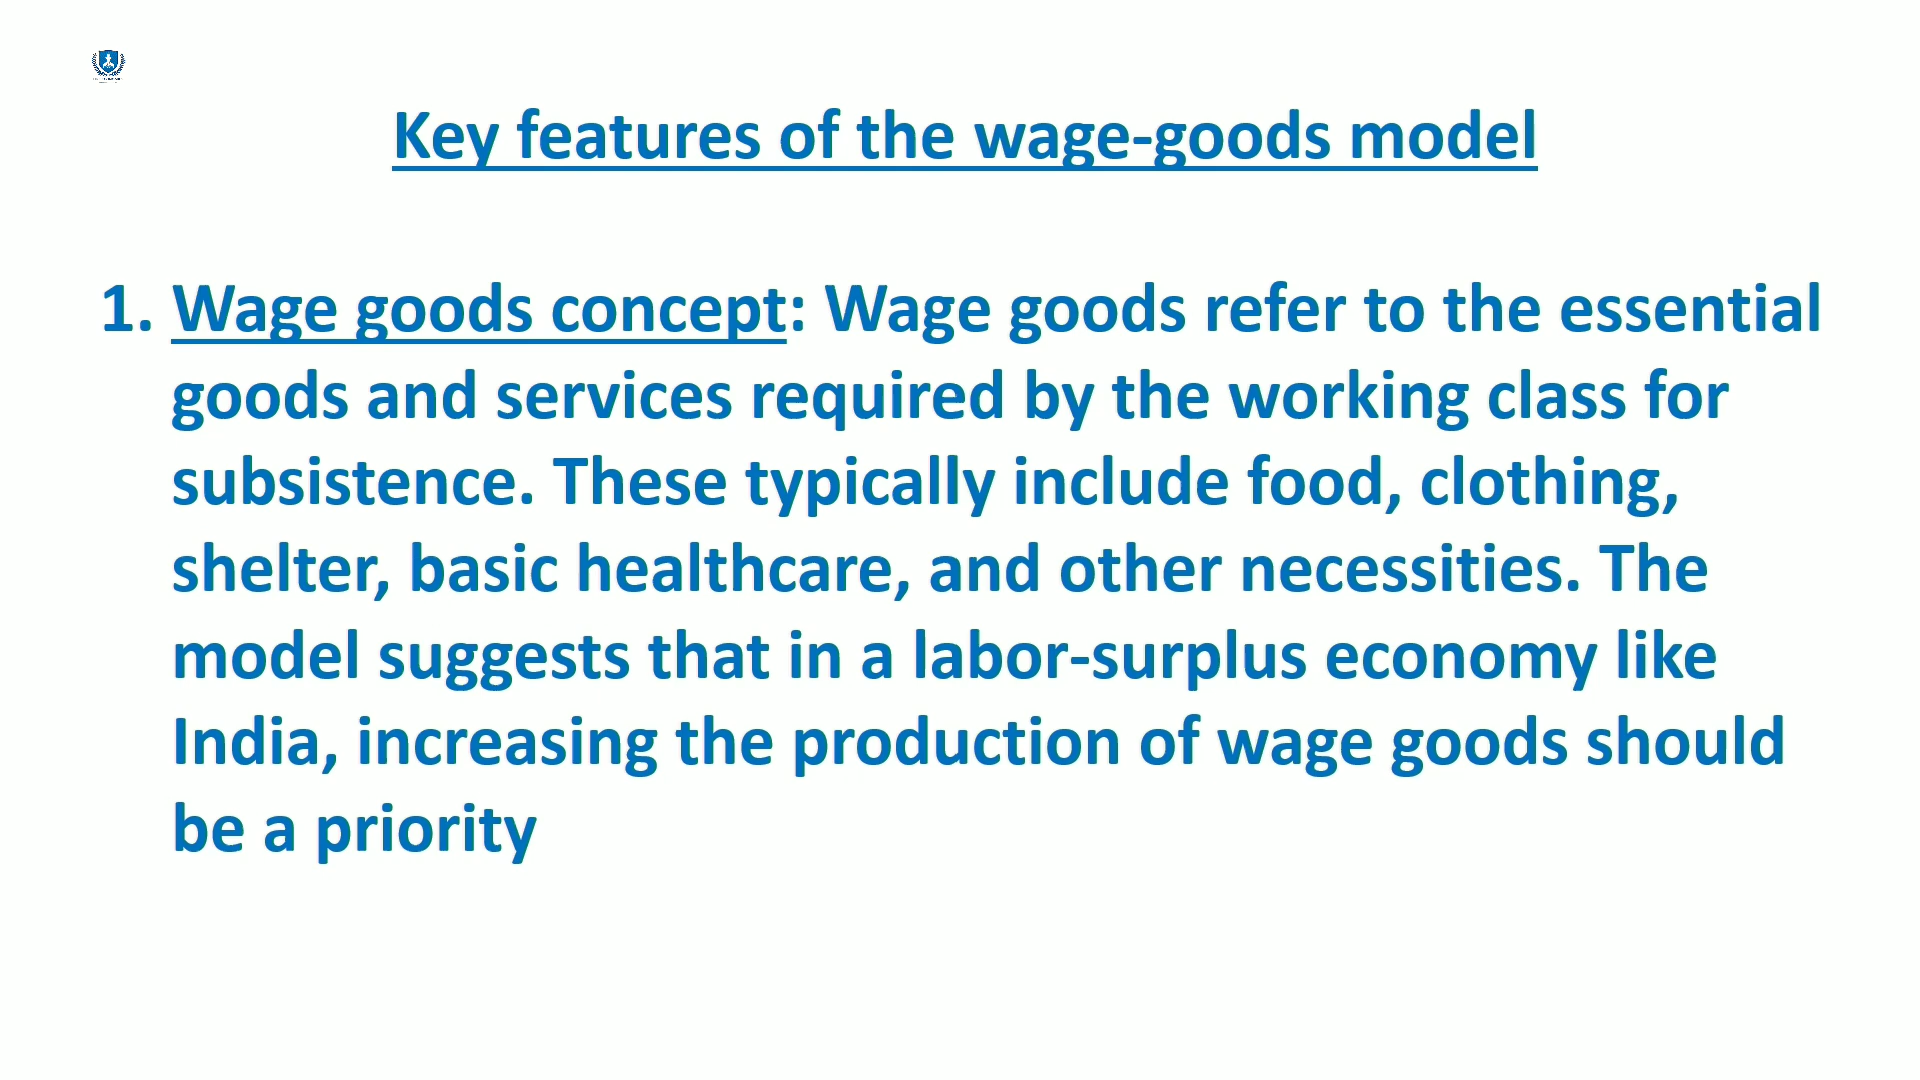 Key features of the wage-goods model
1. Wage goods concept: Wage goods refer to the essential
goods and services required by the working class for
subsistence. These typically include food, clothing,
shelter, basic healthcare, and other necessities. The
model suggests that in a labor-surplus economy like
India, increasing the production of wage goods should
be a priority